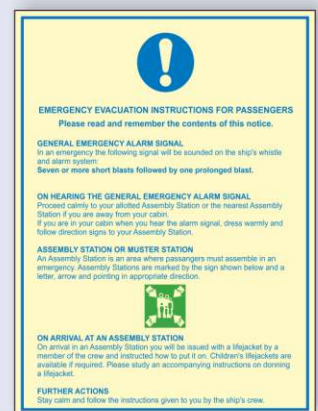 EMERGENCY EVACUATION INSTRUCTIONS FOR PASSENGERS
Please read and remember the contents of this notice.
GENERAL EMERGENCY ALARM SIGNAL
In an emergency the following signal will be sounded on the ship's whistle
and alarm system:
Seven or more short blasts followed by one prolonged blast.
ON HEARING THE GENERAL EMERGENCY ALARM SIGNAL
Proceed calmly to your allotted Assembly Station or the nearest Assembly
Station if you are away from your cabin.
If you are in your cabin when you hear the alarm signal, dress warmly and
follow direction signs to your Assembly Station.
ASSEMBLY STATION OR MUSTER STATION
An Assembly Station is an area where passengers must assemble in an
emergency. Assembly Stations are marked by the sign shown below and a
letter, arrow and pointing in appropriate direction.
ON ARRIVAL AT AN ASSEMBLY STATION
On arrival in an Assembly Station you will be issued with a lifejacket by a
member of the crew and instructed how to put it on. Children's lifejackets are
available if required. Please study an accompanying instructions on donning
a lifejacket.
FURTHER ACTIONS
Stay calm and follow the instructions given to you by the ship's crew.